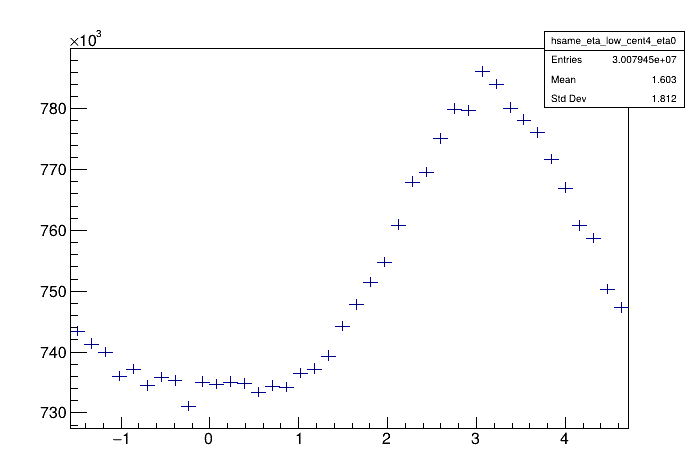 ×10³
hsame_eta_low_cent4_eta0
Entries 3.007945e+07
Mean 1.603
Std Dev 1.812
780
770
760
750
740
730
−1 0 1 2 3 4